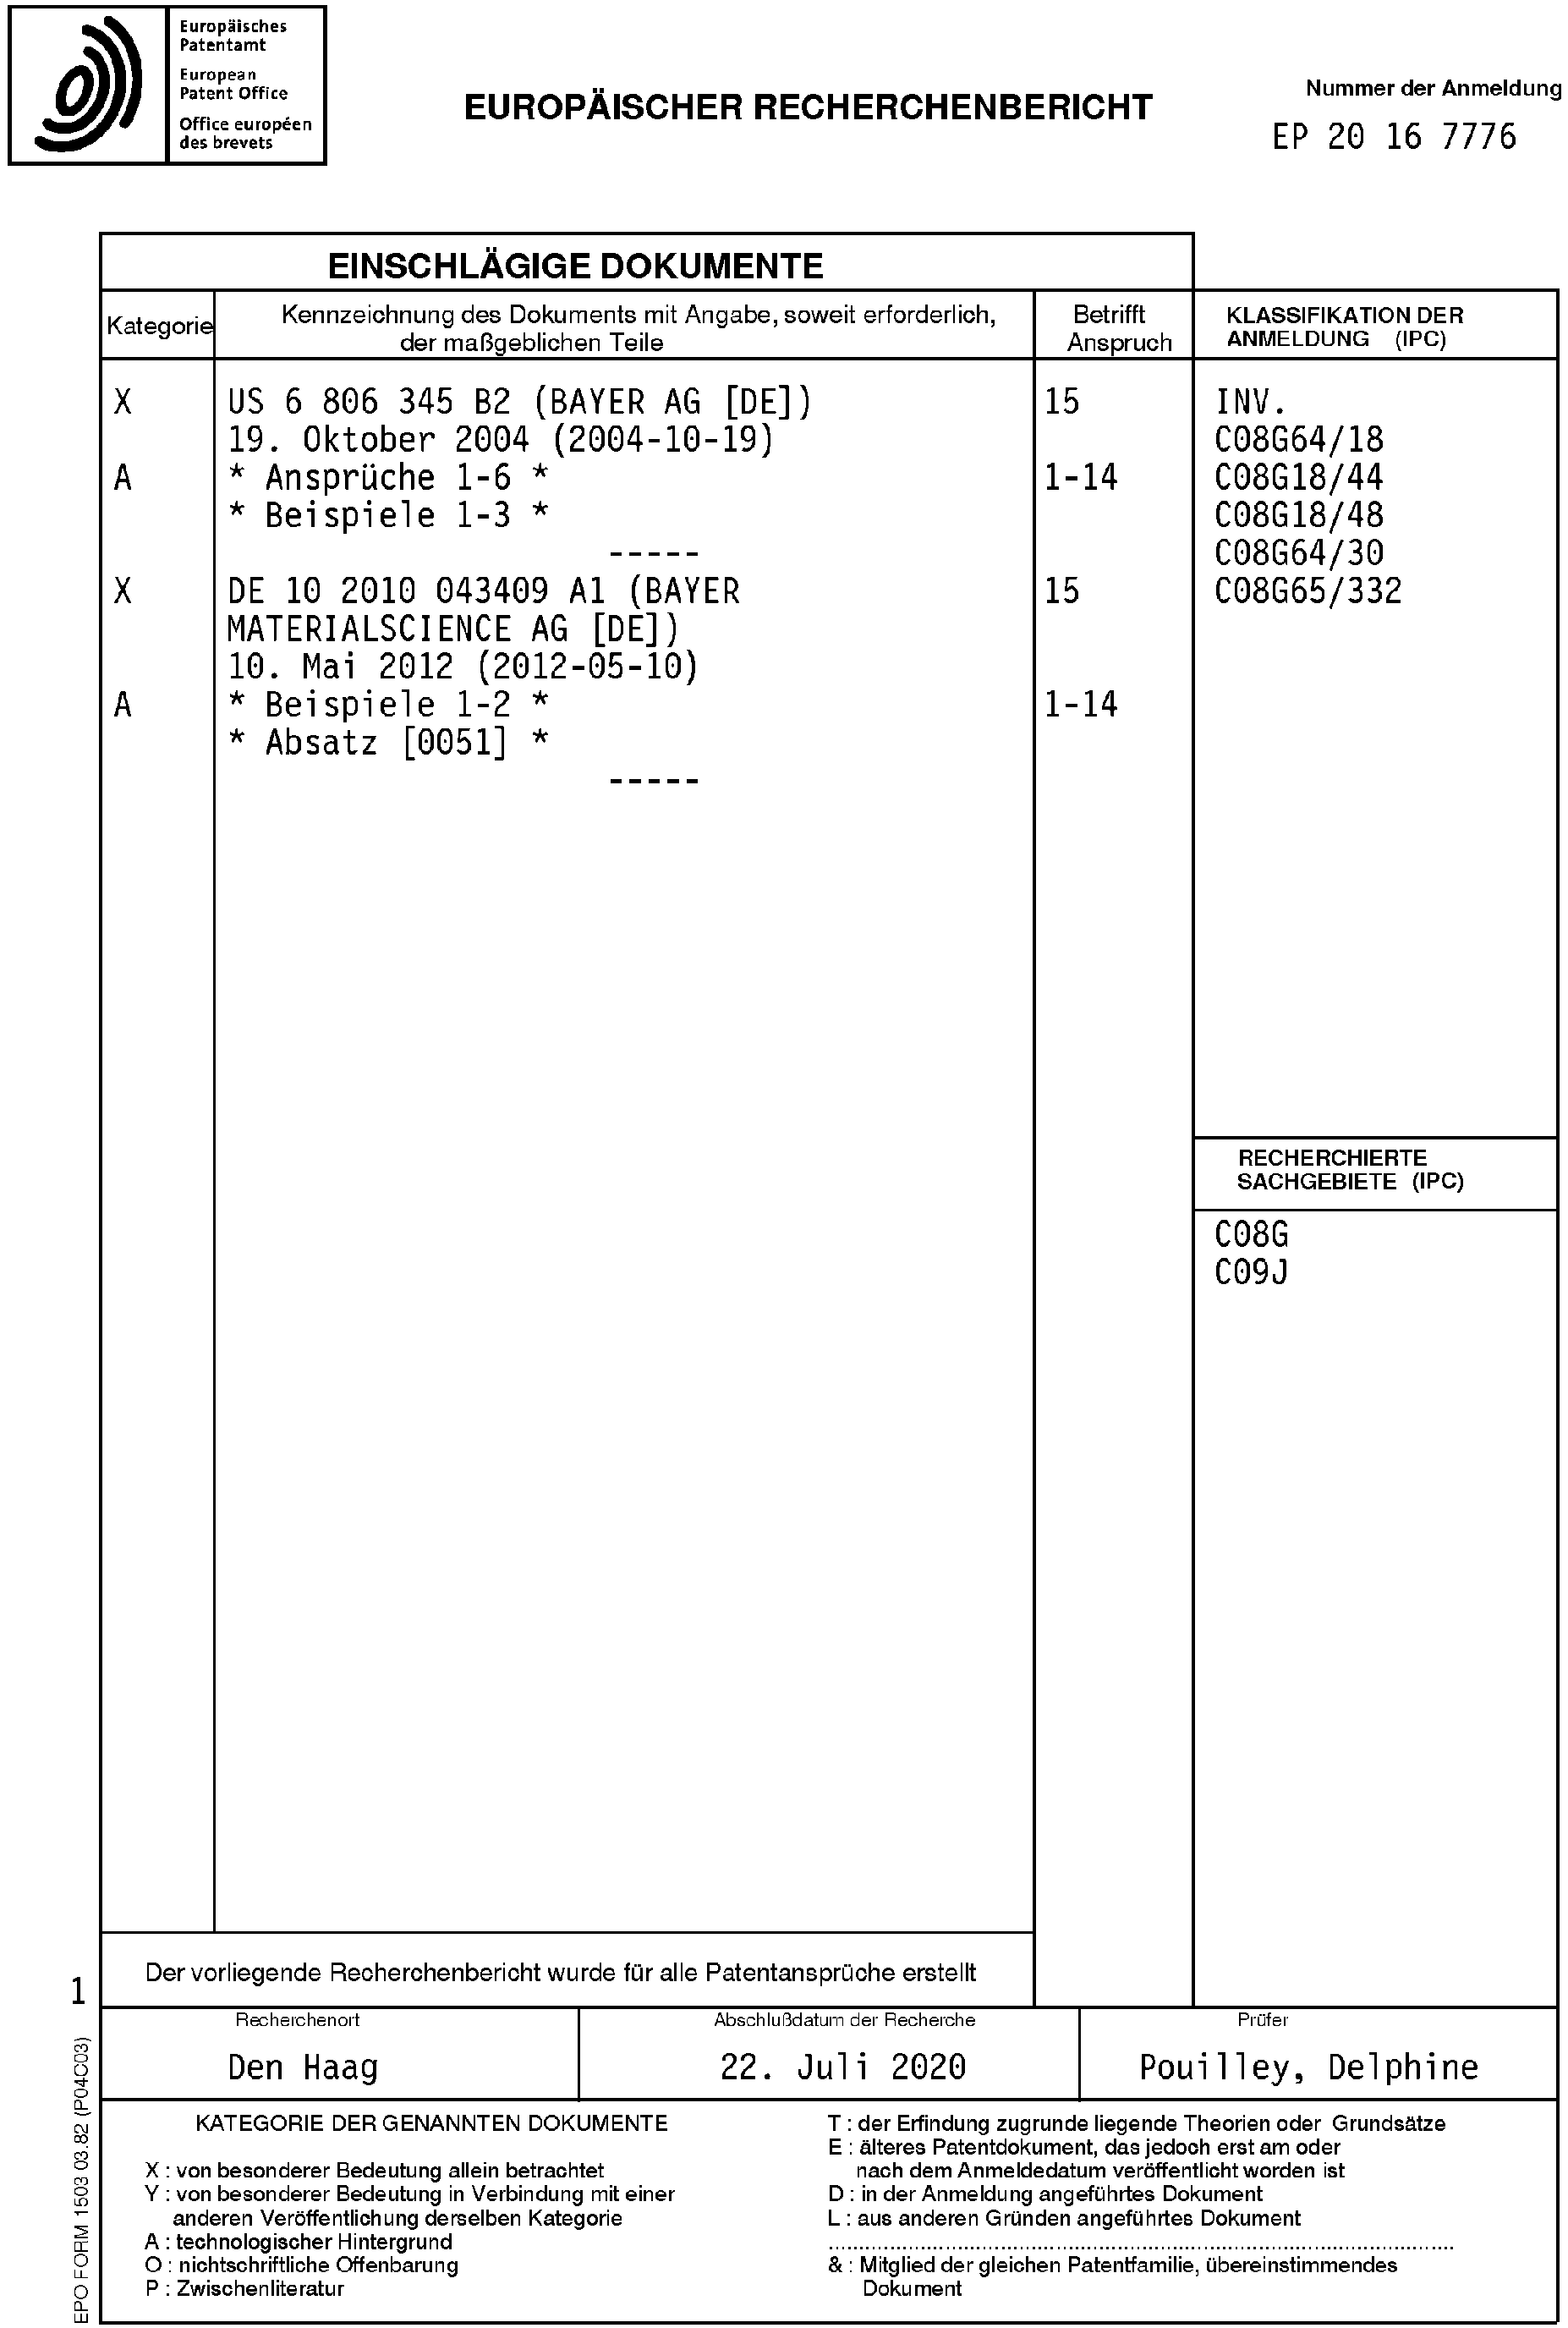 Europäisches
Patentamt
European
Patent Office
Office européen
des brevets
EUROPÄISCHER RECHERCHENBERICHT
Nummer der Anmeldung
EP 20 16 7776
EINSCHLÄGIGE DOKUMENTE
Kategorie
Kennzeichnung des Dokuments mit Angabe, soweit erforderlich,
der maßgeblichen Teile
Betrifft
Anspruch
KLASSIFIKATION DER
ANMELDUNG (IPC)
X US 6 806 345 B2 (BAYER AG [DE]) 15
19. Oktober 2004 (2004-10-19)
A * Ansprüche 1-6 * 1-14
* Beispiele 1-3 *
-----
X DE 10 2010 043409 A1 (BAYER 15
MATERIALSCIENCE AG [DE])
10. Mai 2012 (2012-05-10)
A * Beispiele 1-2 * 1-14
* Absatz [0051] *
-----
INV.
C08G64/18
C08G18/44
C08G18/48
C08G64/30
C08G65/332
RECHERCHIERTE
SACHGEBIETE (IPC)
C08G
C09J
Der vorliegende Recherchenbericht wurde für alle Patentansprüche erstellt
1
Recherchenort
Den Haag
Abschlußdatum der Recherche
22. Juli 2020
Prüfer
Pouilley, Delphine
KATEGORIE DER GENANNTEN DOKUMENTE
X : von besonderer Bedeutung allein betrachtet
Y : von besonderer Bedeutung in Verbindung mit einer
anderen Veröffentlichung derselben Kategorie
A : technologischer Hintergrund
O : nichtschriftliche Offenbarung
P : Zwischenliteratur
T : der Erfindung zugrunde liegende Theorien oder Grundsätze
E : älteres Patentdokument, das jedoch erst am oder
nach dem Anmeldedatum veröffentlicht worden ist
D : in der Anmeldung angeführtes Dokument
L : aus anderen Gründen angeführtes Dokument
& : Mitglied der gleichen Patentfamilie, übereinstimmendes
Dokument
EPO FORM 1503 03.82 (P04C03)